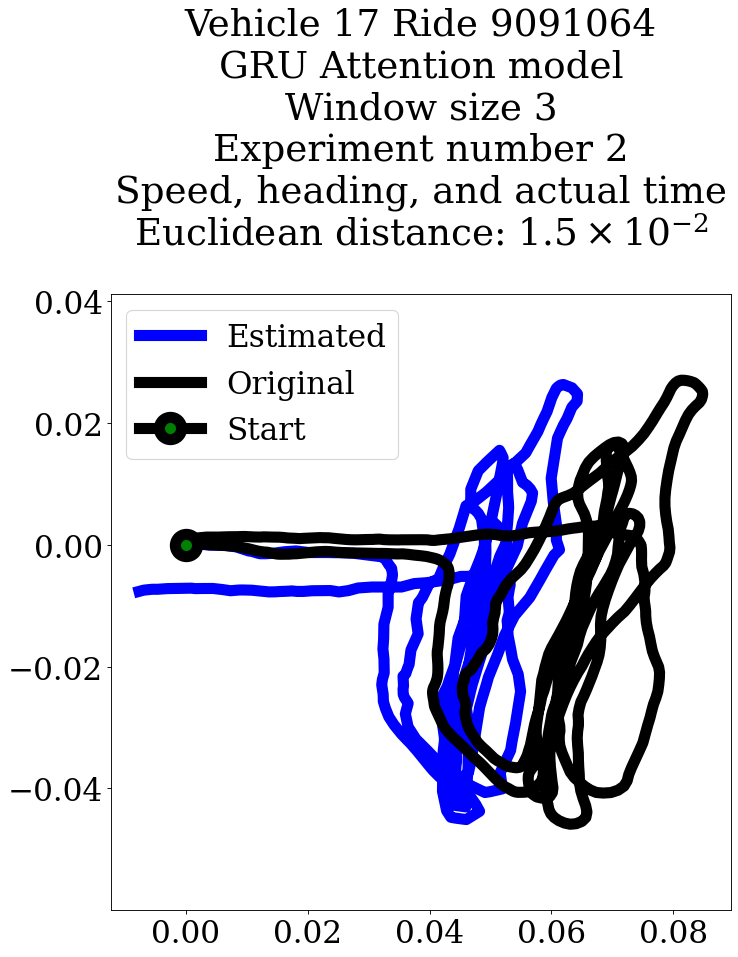 Vehicle 17 Ride 9091064
GRU Attention model
Window size 3
Experiment number 2
Speed, heading, and actual time
Euclidean distance: 1.5 × 10⁻²
0.04
Estimated
Original
Start
0.02
0.00
−0.02
−0.04
0.00 0.02 0.04 0.06 0.08